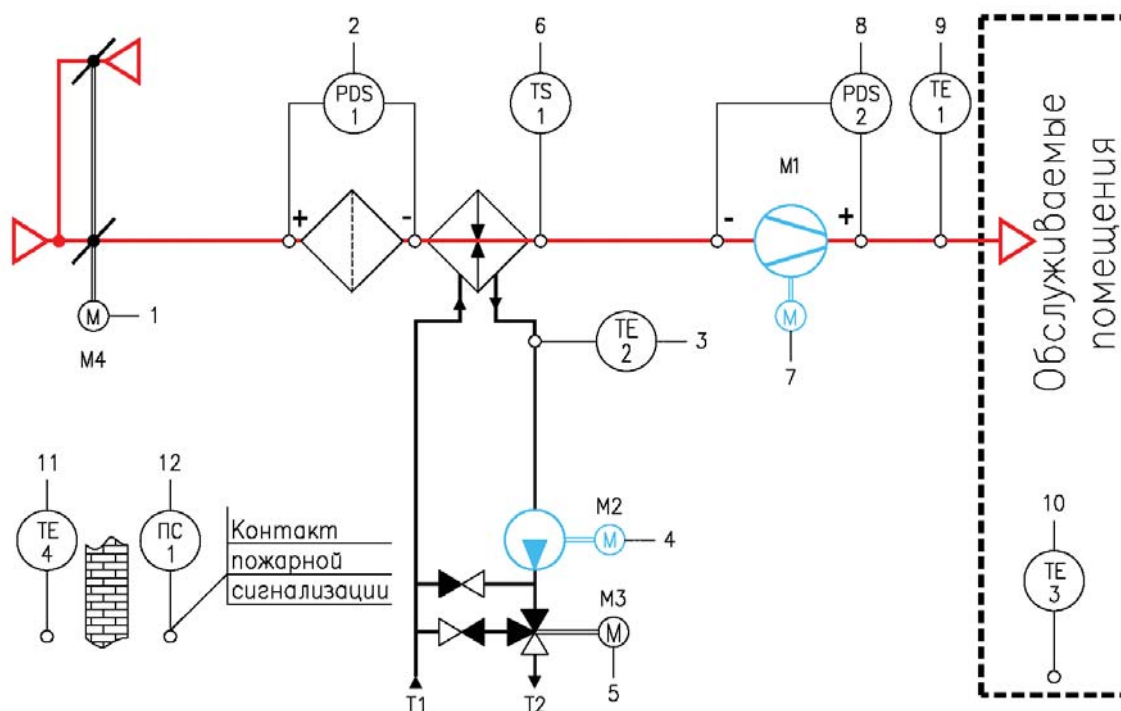 2
6
8
9
PDS
1
TS
1
PDS
2
TE
1
M1
+
-
-
+
M
1
M4
M
7
TE
2
3
Обслуживаемые
помещения
11
12
TE
4
ПС
1
Контакт
пожарной
сигнализации
M2
M
4
M3
M
5
T1
T2
10
TE
3